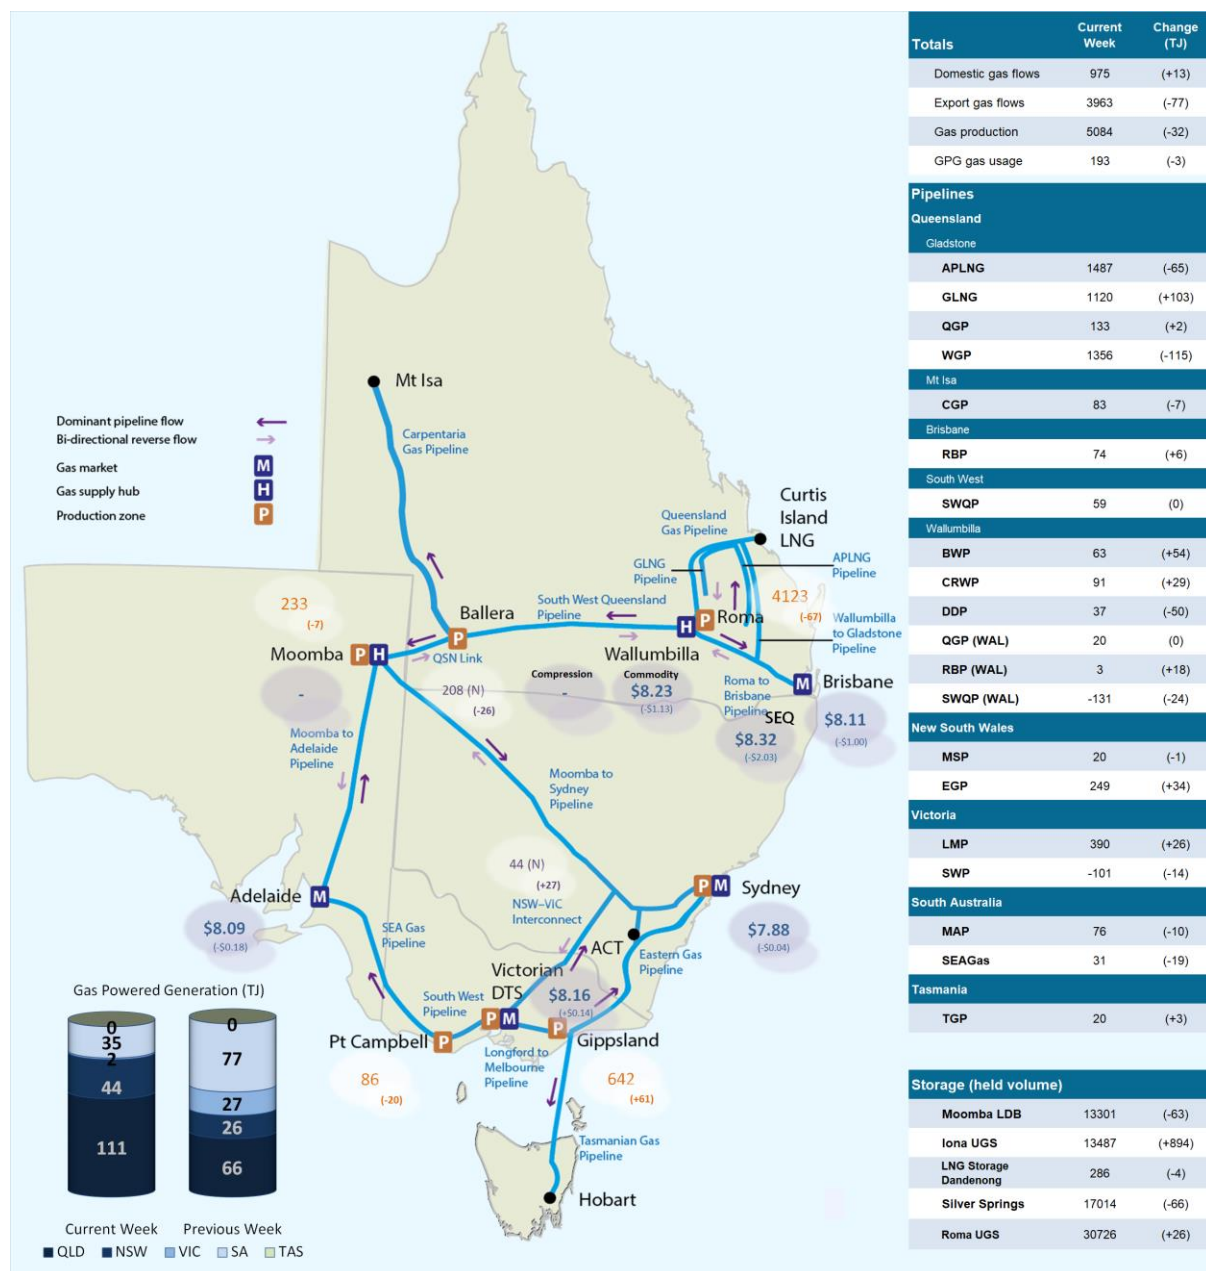 Dominant pipeline flow
Bi-directional reverse flow
Gas market M
Gas supply hub H
Production zone P
Mt Isa
Carpentaria
Gas Pipeline
Curtis
Island
LNG
Queensland
Gas Pipeline
GLNG
Pipeline
APLNG
Pipeline
4123
(-67)
Wallumbilla
to Gladstone
Pipeline
South West Queensland
Pipeline
Ballera
P
QSN Link
233
(-7)
Moomba P H
-
H P Roma
Wallumbilla
Compression
-
Commodity
$8.23
(-$1.13)
Roma to
Brisbane
Pipeline
M Brisbane
SEQ
$8.32
(-$2.03)
$8.11
(-$1.00)
208 (N)
(-26)
Moomba to
Adelaide
Pipeline
Moomba to
Sydney
Pipeline
44 (N)
(+27)
NSW-VIC
Interconnect
Adelaide M
$8.09
(-$0.18)
SEA Gas
Pipeline
P M Sydney
$7.88
(-$0.04)
ACT
Eastern Gas
Pipeline
Victorian
DTS
$8.16
(+$0.14)
South West
Pipeline
P M
Pt Campbell P
86
(-20)
Longford to
Melbourne
Pipeline
P
Gippsland
642
(+61)
Tasmanian Gas
Pipeline
Hobart
Gas Powered Generation (TJ)
0
35
2
44
111
0
77
27
26
66
Current Week Previous Week
QLD NSW VIC SA TAS
Totals Current Week Change (TJ)
Domestic gas flows 975 (+13)
Export gas flows 3963 (-77)
Gas production 5084 (-32)
GPG gas usage 193 (-3)
Pipelines
Queensland
Gladstone
APLNG 1487 (-65)
GLNG 1120 (+103)
QGP 133 (+2)
WGP 1356 (-115)
Mt Isa
CGP 83 (-7)
Brisbane
RBP 74 (+6)
South West
SWQP 59 (0)
Wallumbilla
BWP 63 (+54)
CRWP 91 (+29)
DDP 37 (-50)
QGP (WAL) 20 (0)
RBP (WAL) 3 (+18)
SWQP (WAL) -131 (-24)
New South Wales
MSP 20 (-1)
EGP 249 (+34)
Victoria
LMP 390 (+26)
SWP -101 (-14)
South Australia
MAP 76 (-10)
SEAGas 31 (-19)
Tasmania
TGP 20 (+3)
Storage (held volume)
Moomba LDB 13301 (-63)
Iona UGS 13487 (+894)
LNG Storage
Dandenong 286 (-4)
Silver Springs 17014 (-66)
Roma UGS 30726 (+26)